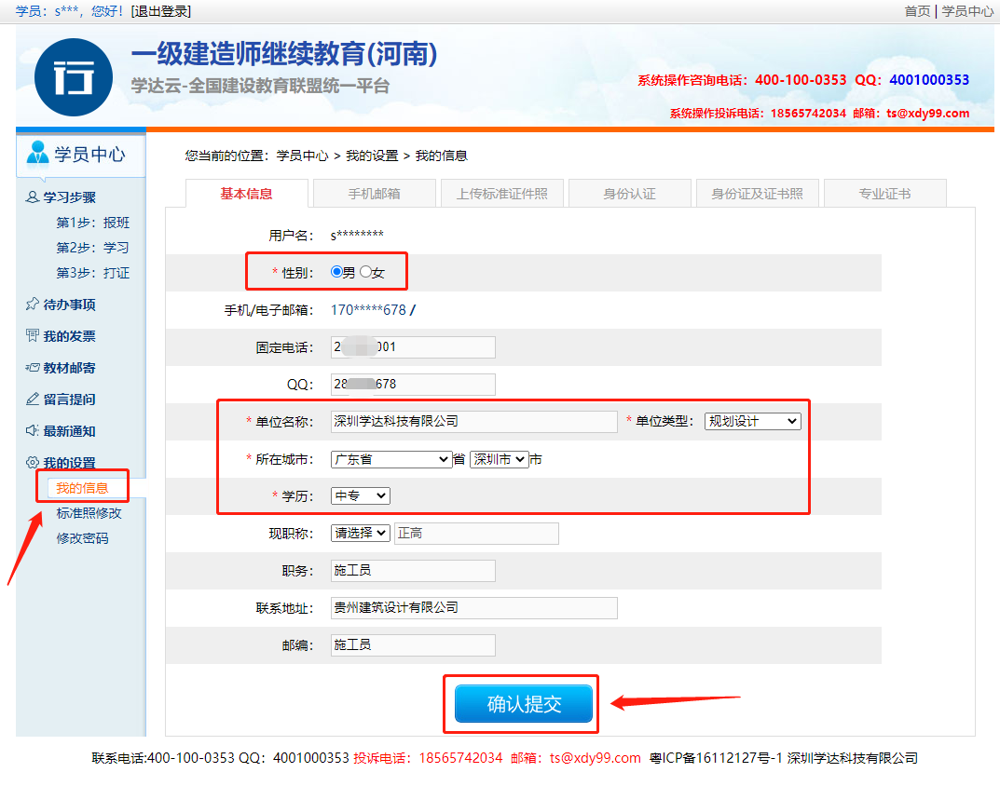 学员：s***，您好！[退出登录]
首页 | 学员中心
行
一级建造师继续教育(河南)
学达云-全国建设教育联盟统一平台
系统操作咨询电话：400-100-0353 QQ：4001000353
系统操作投诉电话：18565742034 邮箱：ts@xdy99.com
学员中心
学习步骤
第1步：报班
第2步：学习
第3步：打证
待办事项
我的发票
教材邮寄
留言提问
最新通知
我的设置
我的信息
标准照修改
修改密码
您当前的位置：学员中心 > 我的设置 > 我的信息
基本信息 手机邮箱 上传标准证件照 身份认证 身份证及证书照 专业证书
用户名：s********
* 性别：男 女
手机/电子邮箱：170*****678 /
固定电话：2 001
QQ：28 678
* 单位名称：深圳学达科技有限公司 * 单位类型：规划设计
* 所在城市：广东省 省 深圳市 市
* 学历：中专
现职称：请选择 正高
职务：施工员
联系地址：贵州建筑设计有限公司
邮编：施工员
确认提交
联系电话:400-100-0353 QQ：4001000353 投诉电话：18565742034 邮箱：ts@xdy99.com 粤ICP备16112127号-1 深圳学达科技有限公司